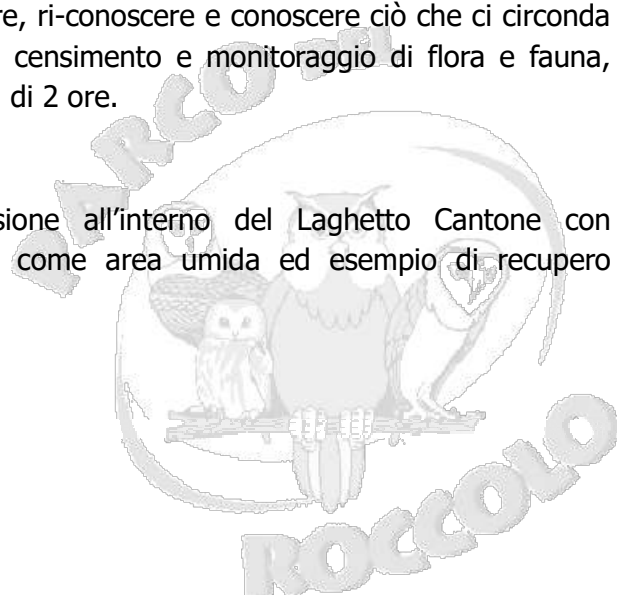 re, ri-conoscere e conoscere ciò che ci circonda
censimento e monitoraggio di flora e fauna,
di 2 ore.
PARCO DEL
sione all’interno del Laghetto Cantone con
come area umida ed esempio di recupero
ROCCOLO